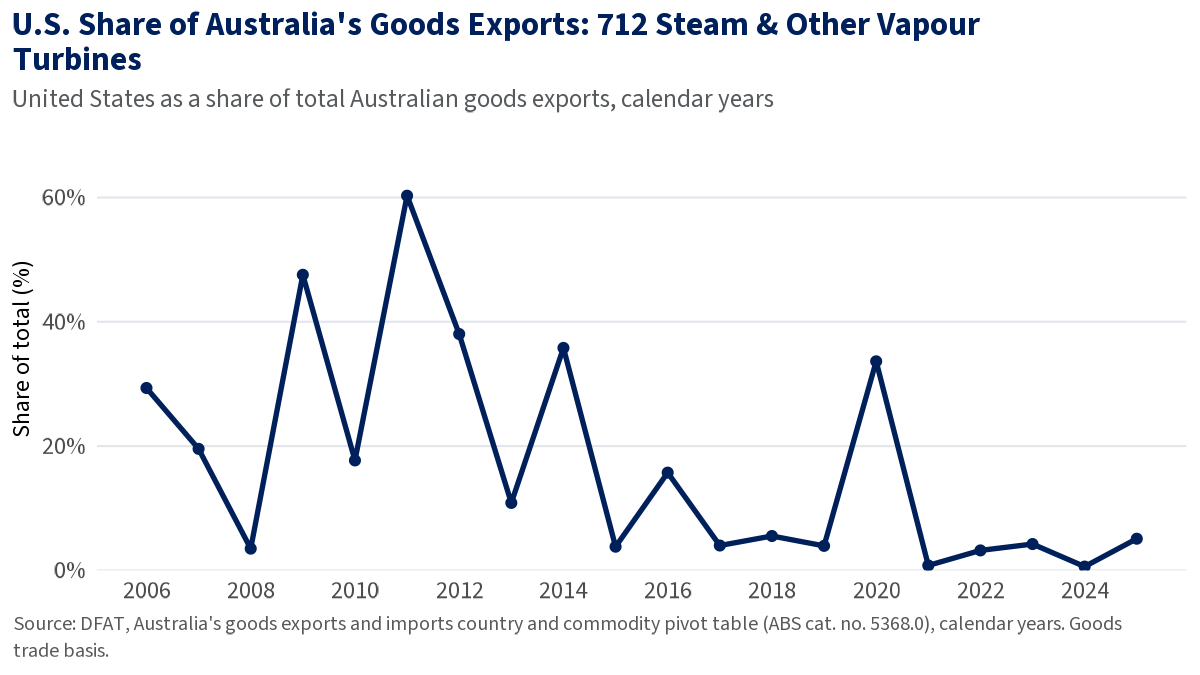 U.S. Share of Australia's Goods Exports: 712 Steam & Other Vapour
Turbines
United States as a share of total Australian goods exports, calendar years
Share of total (%)
60%
40%
20%
0%
2006 2008 2010 2012 2014 2016 2018 2020 2022 2024
Source: DFAT, Australia's goods exports and imports country and commodity pivot table (ABS cat. no. 5368.0), calendar years. Goods
trade basis.